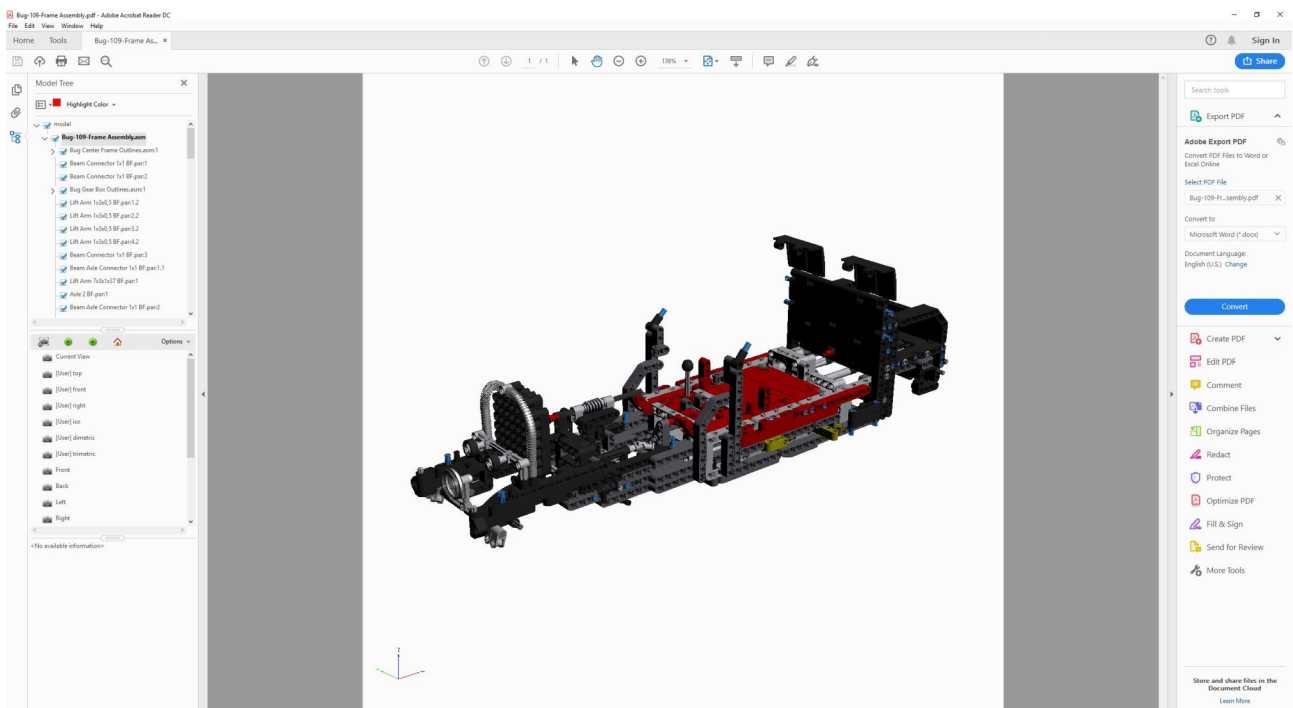 Bug-109-Frame Assembly.pdf - Adobe Acrobat Reader DC
File Edit View Window Help
Home Tools Bug-109-Frame As... ×
Sign In
1 / 1
139%
Share
Model Tree
Highlight Color
model
Bug-109-Frame Assembly.asm
Bug Center Frame Outlines.asm:1
Beam Connector 1x1 BF.par:1
Beam Connector 1x1 BF.par:2
Bug Gear Box Outlines.asm:1
Lift Arm 1x3x0,5 BF.par:1.2
Lift Arm 1x3x0,5 BF.par:2.2
Lift Arm 1x3x0,5 BF.par:3.2
Lift Arm 1x3x0,5 BF.par:4.2
Beam Connector 1x1 BF.par:3
Beam Axle Connector 1x1 BF.par:1.1
Lift Arm 7x3x1x37 BF.par:1
Axle 2 BF.par:1
Beam Axle Connector 1x1 BF.par:2
Options
Current View
[User] top
[User] front
[User] right
[User] iso
[User] dimetric
[User] trimetric
Front
Back
Left
Right
<No available information>
Z
Search tools
Export PDF
Adobe Export PDF
Convert PDF Files to Word or
Excel Online
Select PDF File
Bug-109-Fr...sembly.pdf
Convert to
Microsoft Word (*.docx)
Document Language:
English (U.S.) Change
Convert
Create PDF
Edit PDF
Comment
Combine Files
Organize Pages
Redact
Protect
Optimize PDF
Fill & Sign
Send for Review
More Tools
Store and share files in the
Document Cloud
Learn More